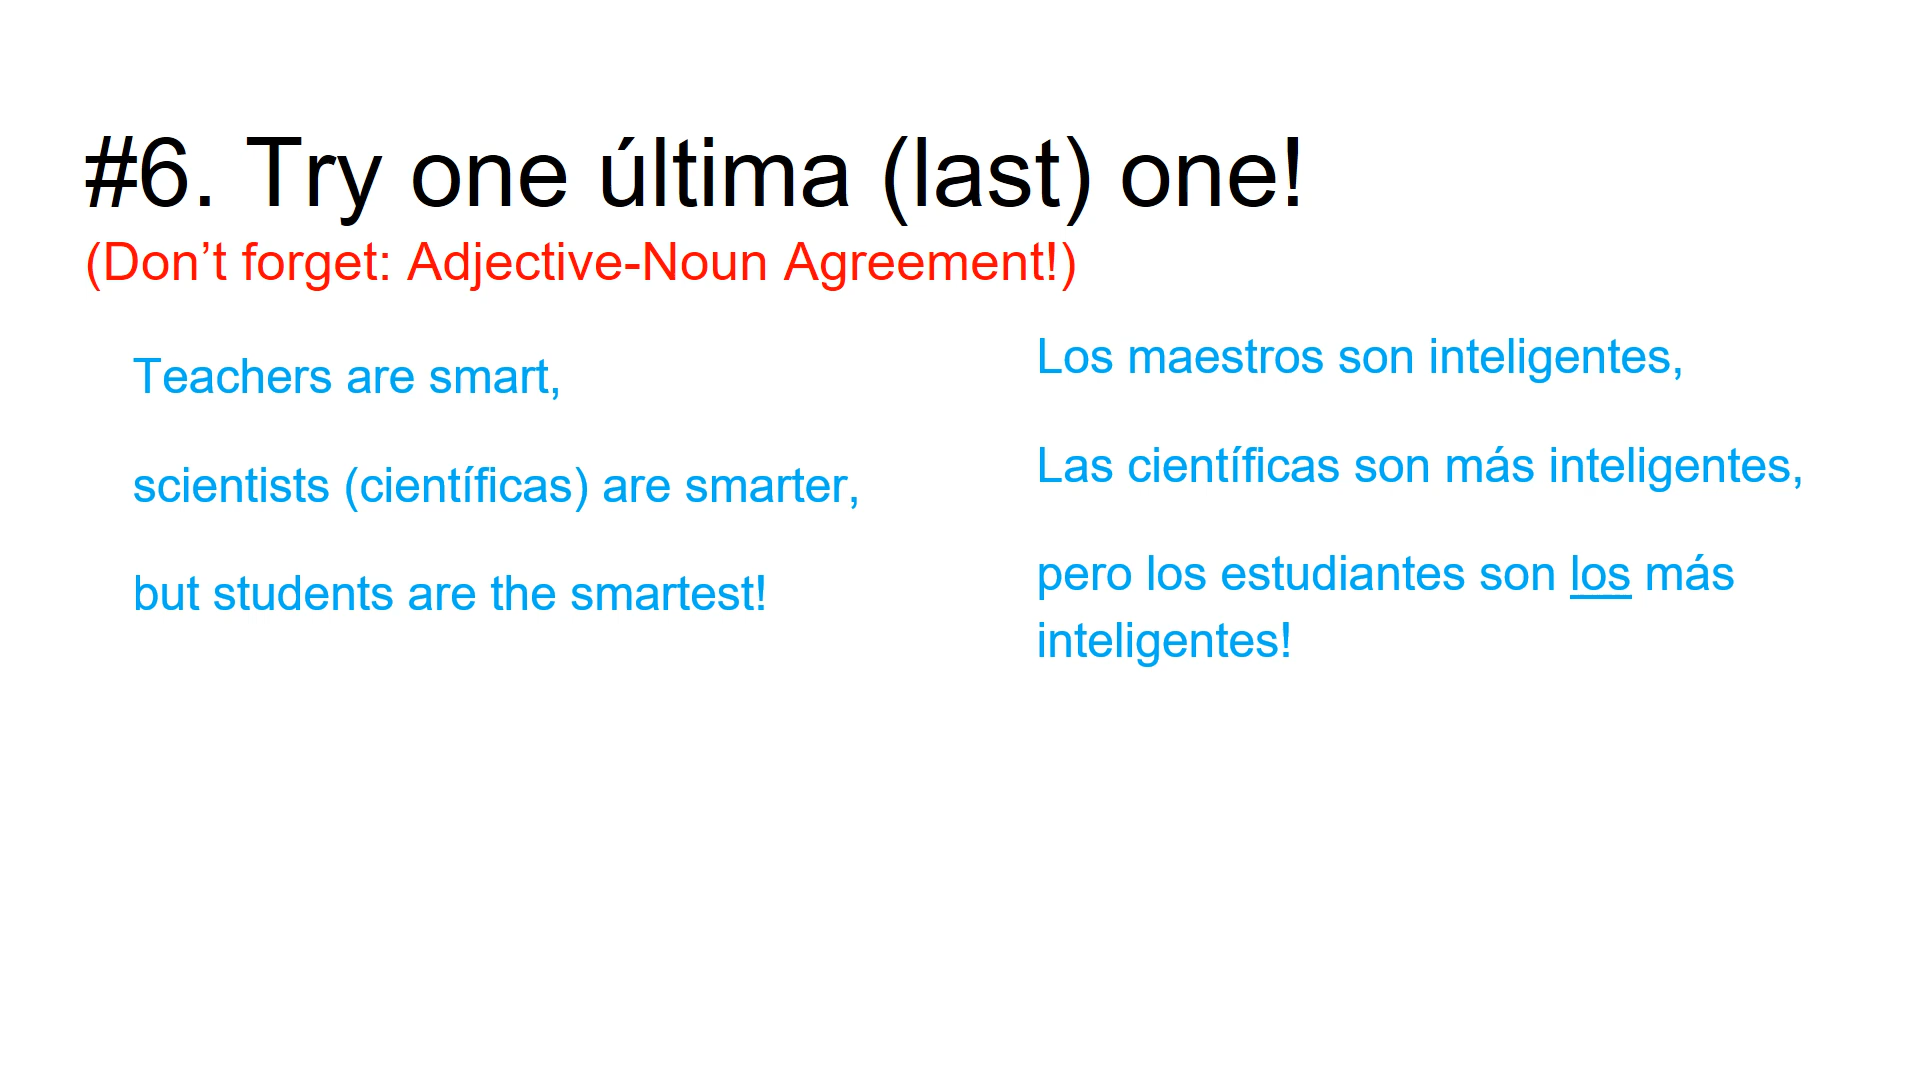 #6. Try one última (last) one!
(Don’t forget: Adjective-Noun Agreement!)
Teachers are smart,
scientists (científicas) are smarter,
but students are the smartest!
Los maestros son inteligentes,
Las científicas son más inteligentes,
pero los estudiantes son los más
inteligentes!